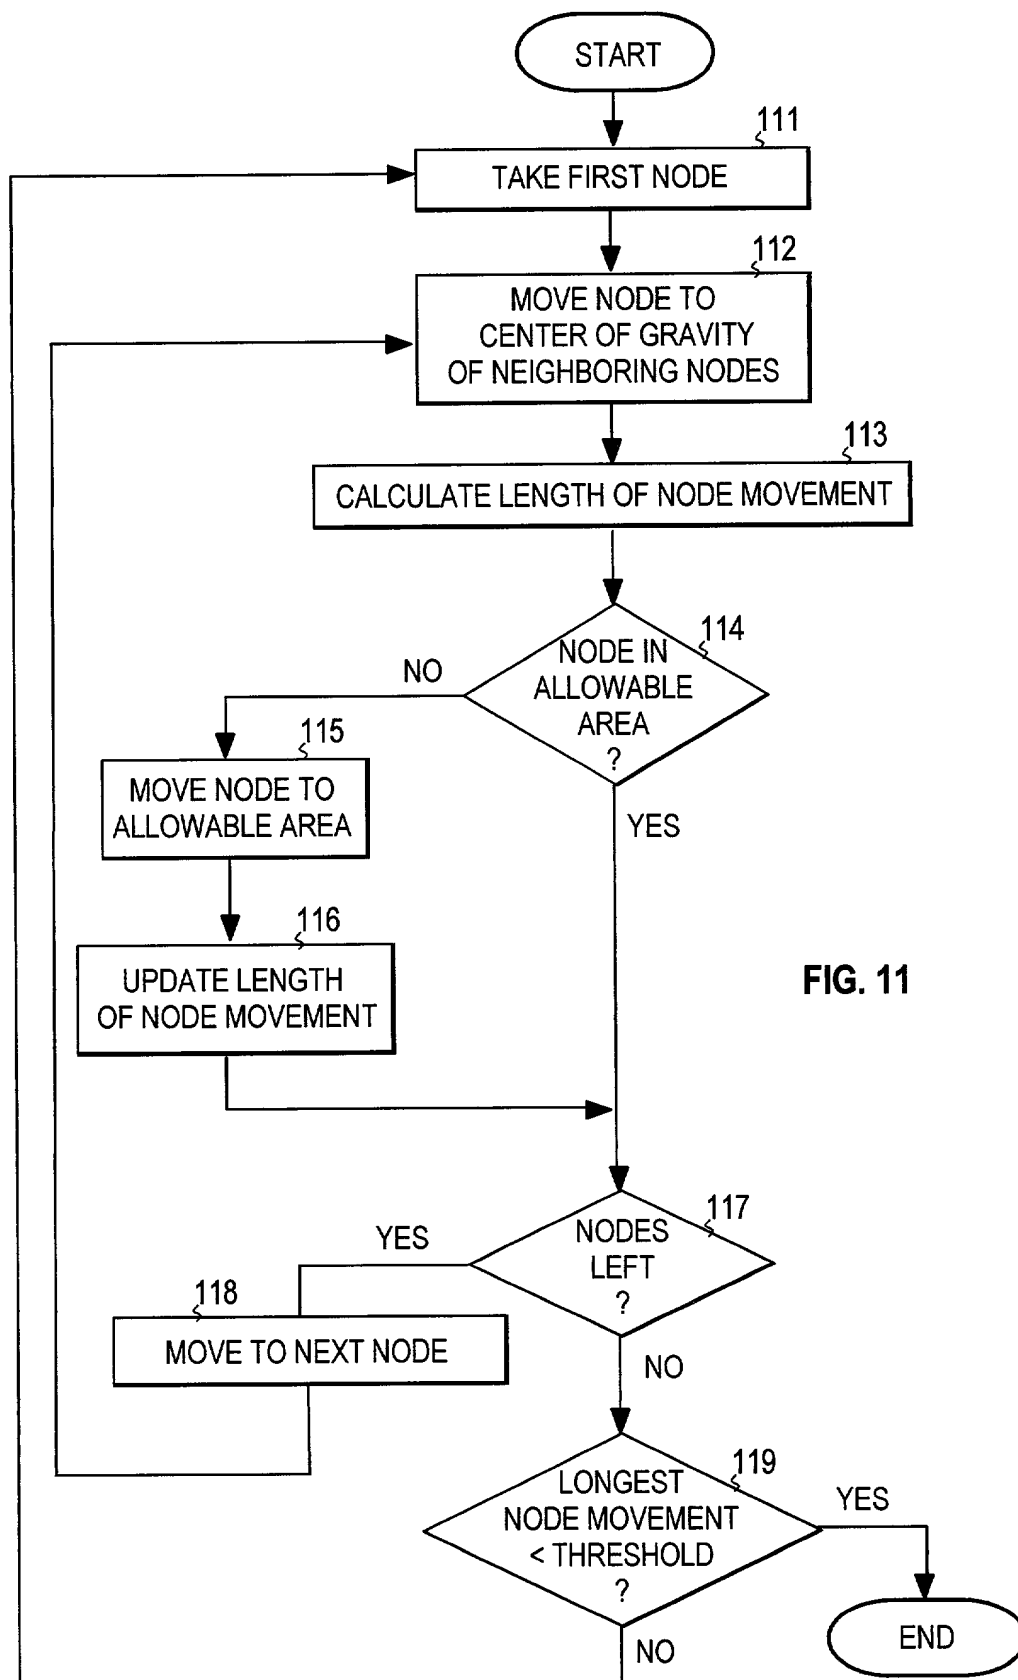 START
111
TAKE FIRST NODE
112
MOVE NODE TO
CENTER OF GRAVITY
OF NEIGHBORING NODES
113
CALCULATE LENGTH OF NODE MOVEMENT
114
NODE IN
ALLOWABLE
AREA
?
NO
YES
115
MOVE NODE TO
ALLOWABLE AREA
116
UPDATE LENGTH
OF NODE MOVEMENT
FIG. 11
117
NODES
LEFT
?
YES
NO
118
MOVE TO NEXT NODE
119
LONGEST
NODE MOVEMENT
< THRESHOLD
?
YES
NO
END